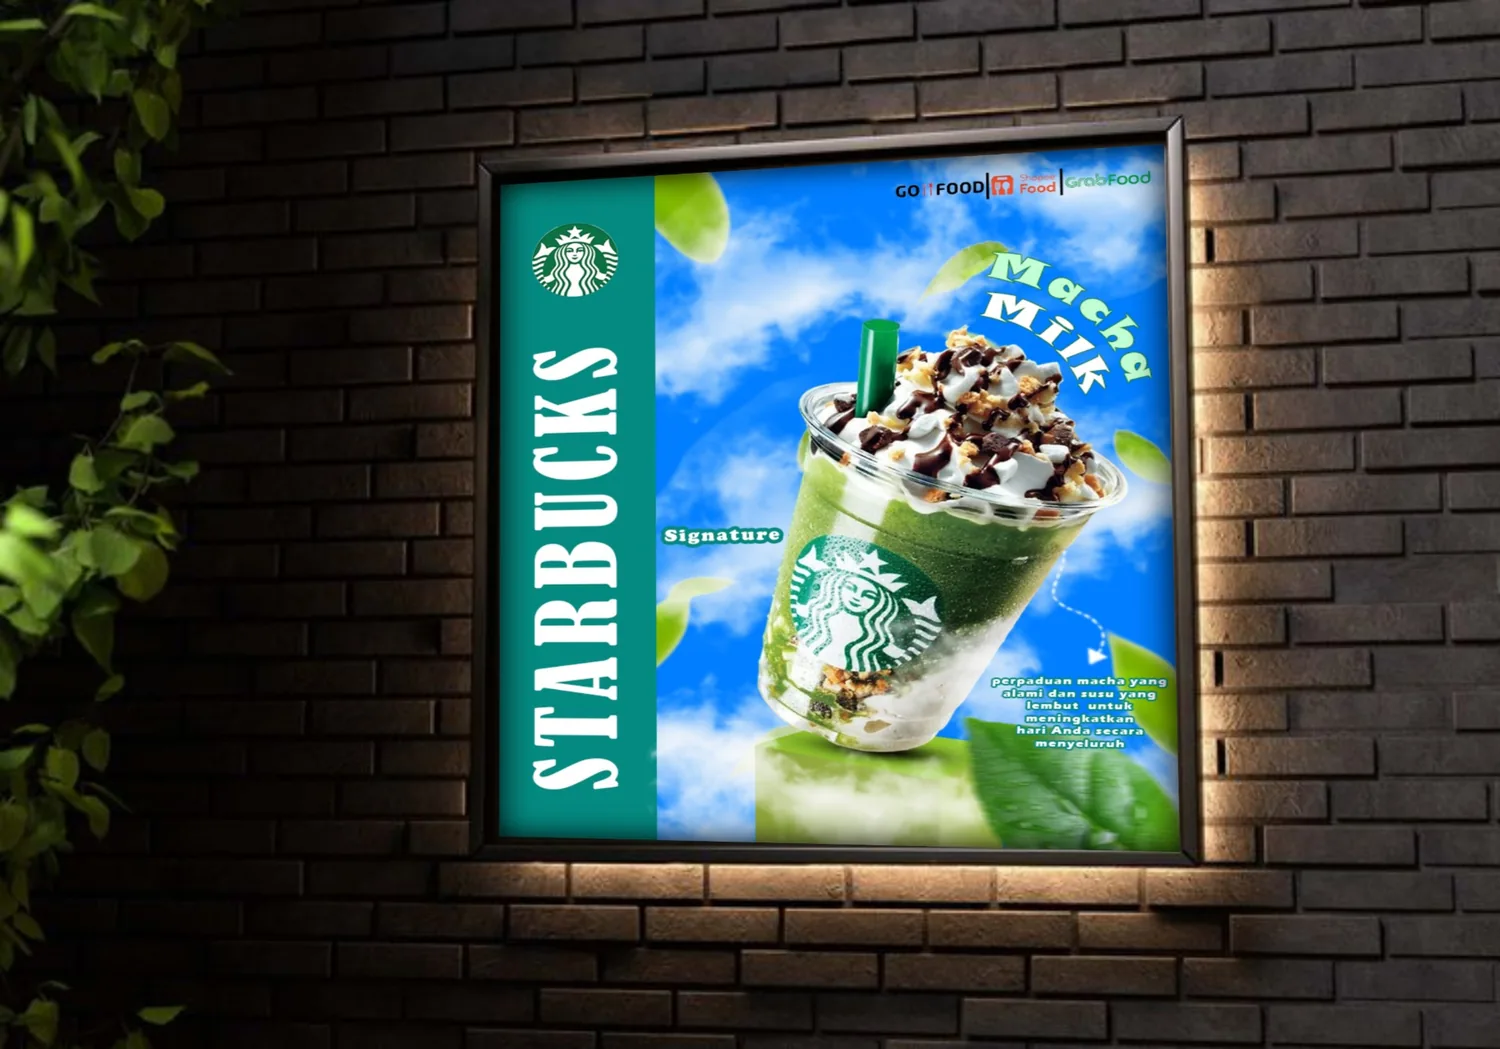 STARBUCKS
GO FOOD
Shopee
Food
GrabFood
Macha
Milk
Signature
perpaduan macha yang
alami dan susu yang
lembut untuk
meningkatkan
hari Anda secara
menyeluruh